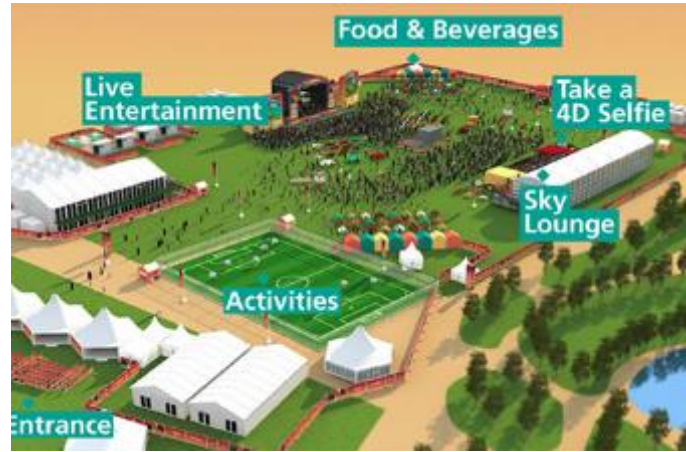 Food & Beverages
Live
Entertainment
Take a
4D Selfie
Sky
Lounge
Activities
Entrance